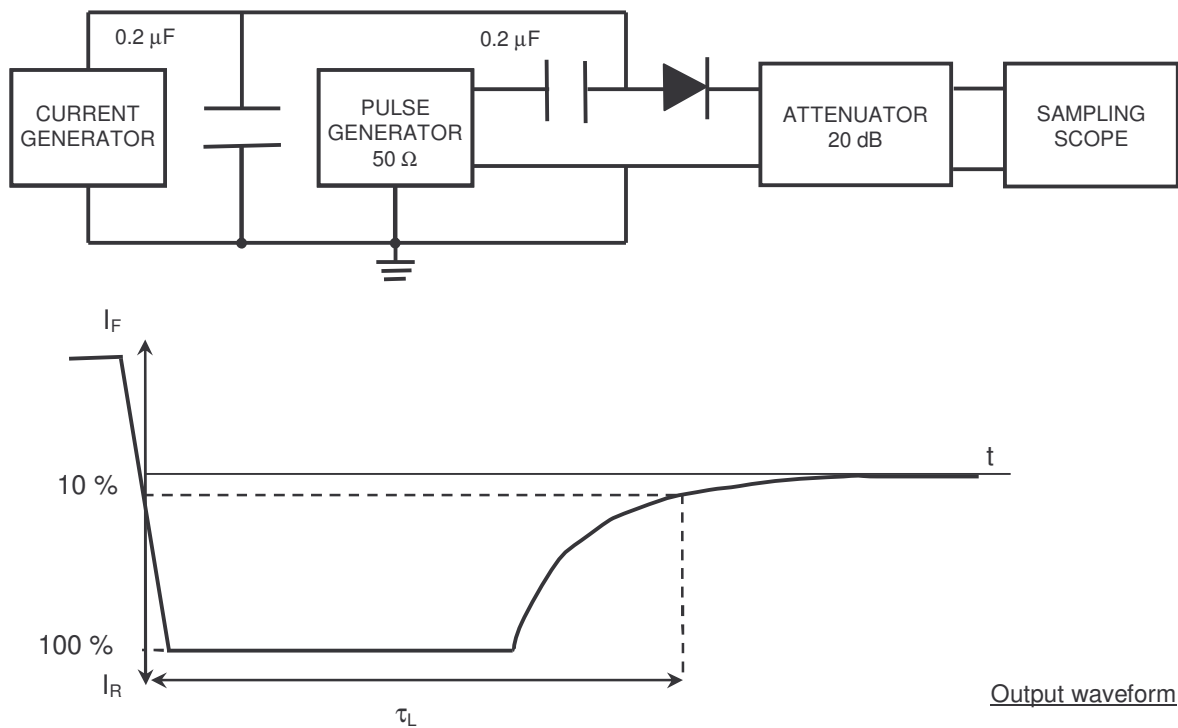 0.2 μF
0.2 μF
CURRENT
GENERATOR
PULSE
GENERATOR
50 Ω
ATTENUATOR
20 dB
SAMPLING
SCOPE
I_F
t
10 %
100 %
I_R
τ_L
Output waveform